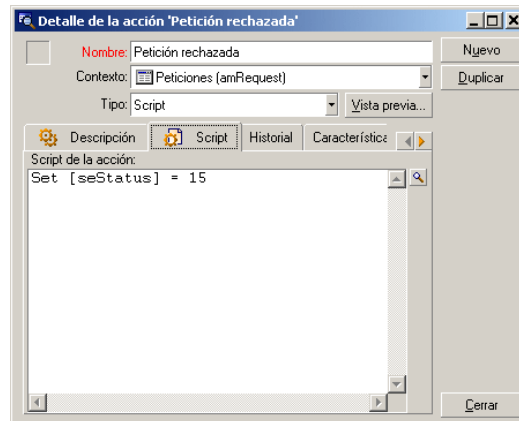 Detalle de la acción 'Petición rechazada'
Nombre: Petición rechazada
Nuevo
Contexto: Peticiones (amRequest)
Duplicar
Tipo: Script
Vista previa...
Descripción Script Historial Característica
Script de la acción:
Set [seStatus] = 15
Cerrar